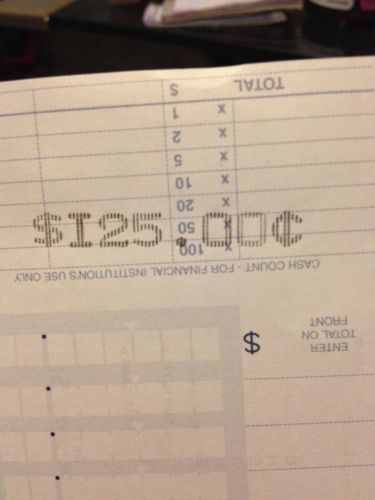 $125.00¢
ENTER
TOTAL ON
FRONT
$
CASH COUNT - FOR FINANCIAL INSTITUTION'S USE ONLY
x 100
x 50
x 20
x 10
x 5
x 2
x 1
TOTAL $